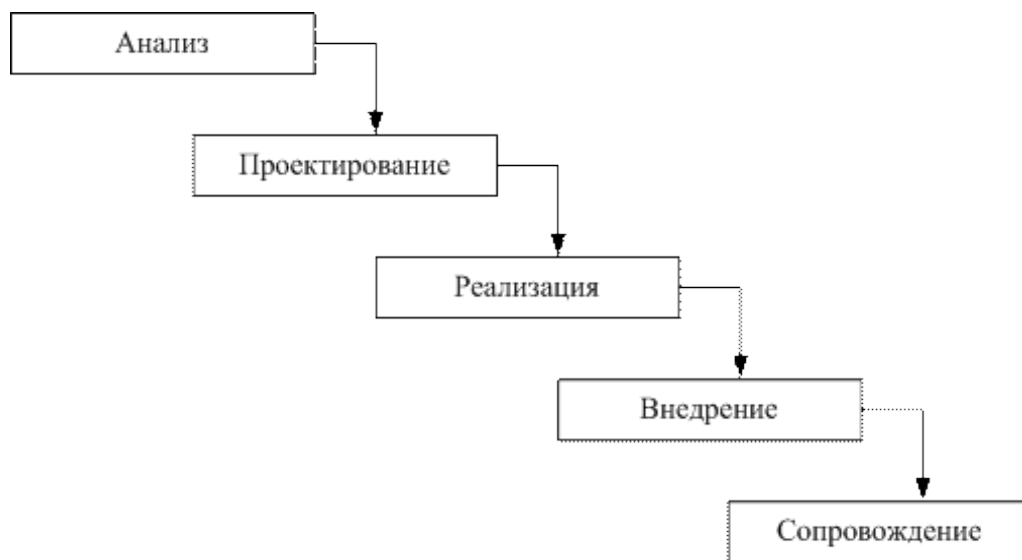 Анализ
Проектирование
Реализация
Внедрение
Сопровождение